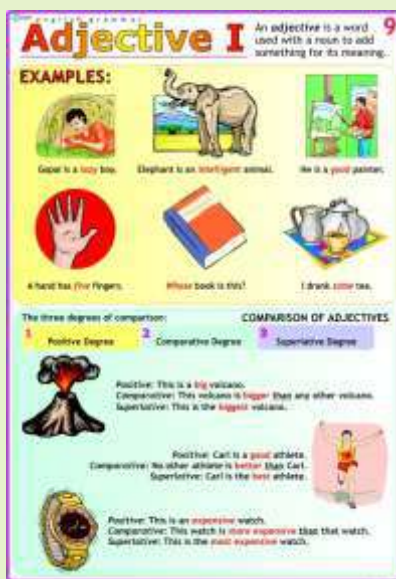 english grammar
Adjective I
An adjective is a word
used with a noun to add
something for its meaning.
9
EXAMPLES:
Gopal is a lazy boy.
Elephant is an intelligent animal.
He is a good painter.
A hand has five fingers.
Whose book is this?
I drank some tea.
The three degrees of comparison:
COMPARISON OF ADJECTIVES
1 Positive Degree
2 Comparative Degree
3 Superlative Degree
Positive: This is a big volcano.
Comparative: This volcano is bigger than any other volcano.
Superlative: This is the biggest volcano.
Positive: Carl is a good athlete.
Comparative: No other athlete is better than Carl.
Superlative: Carl is the best athlete.
Positive: This is an expensive watch.
Comparative: This watch is more expensive than that watch.
Superlative: This is the most expensive watch.